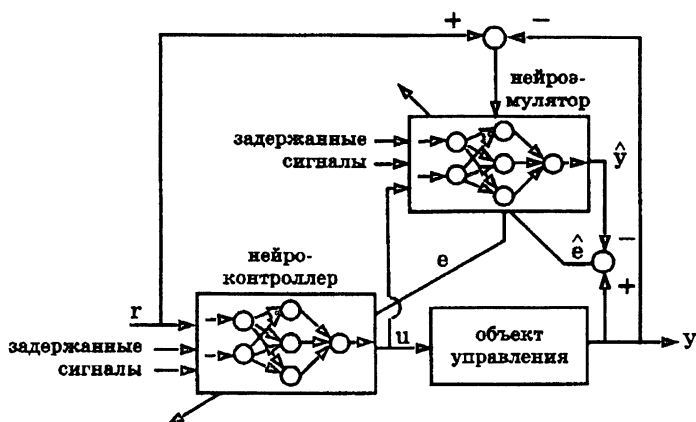 + −
нейроэ-
мулятор
задержанные
сигналы
ŷ
нейро-
контроллер
e
ê
−
+
r
u
объект
управления
y
задержанные
сигналы